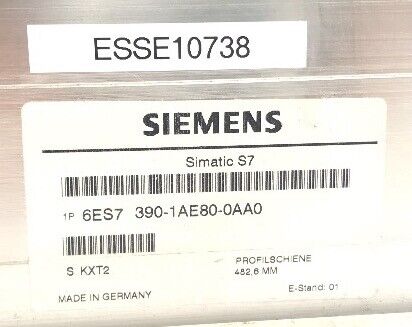 ESSE10738
SIEMENS
Simatic S7
1P 6ES7 390-1AE80-0AA0
S KXT2
PROFILSCHIENE
482,6 MM
MADE IN GERMANY
E-Stand: 01